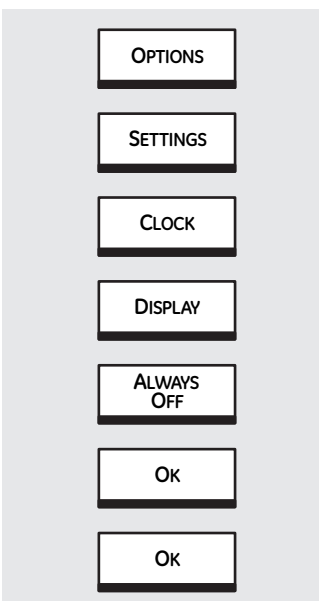 OPTIONS
SETTINGS
CLOCK
DISPLAY
ALWAYS
OFF
OK
OK